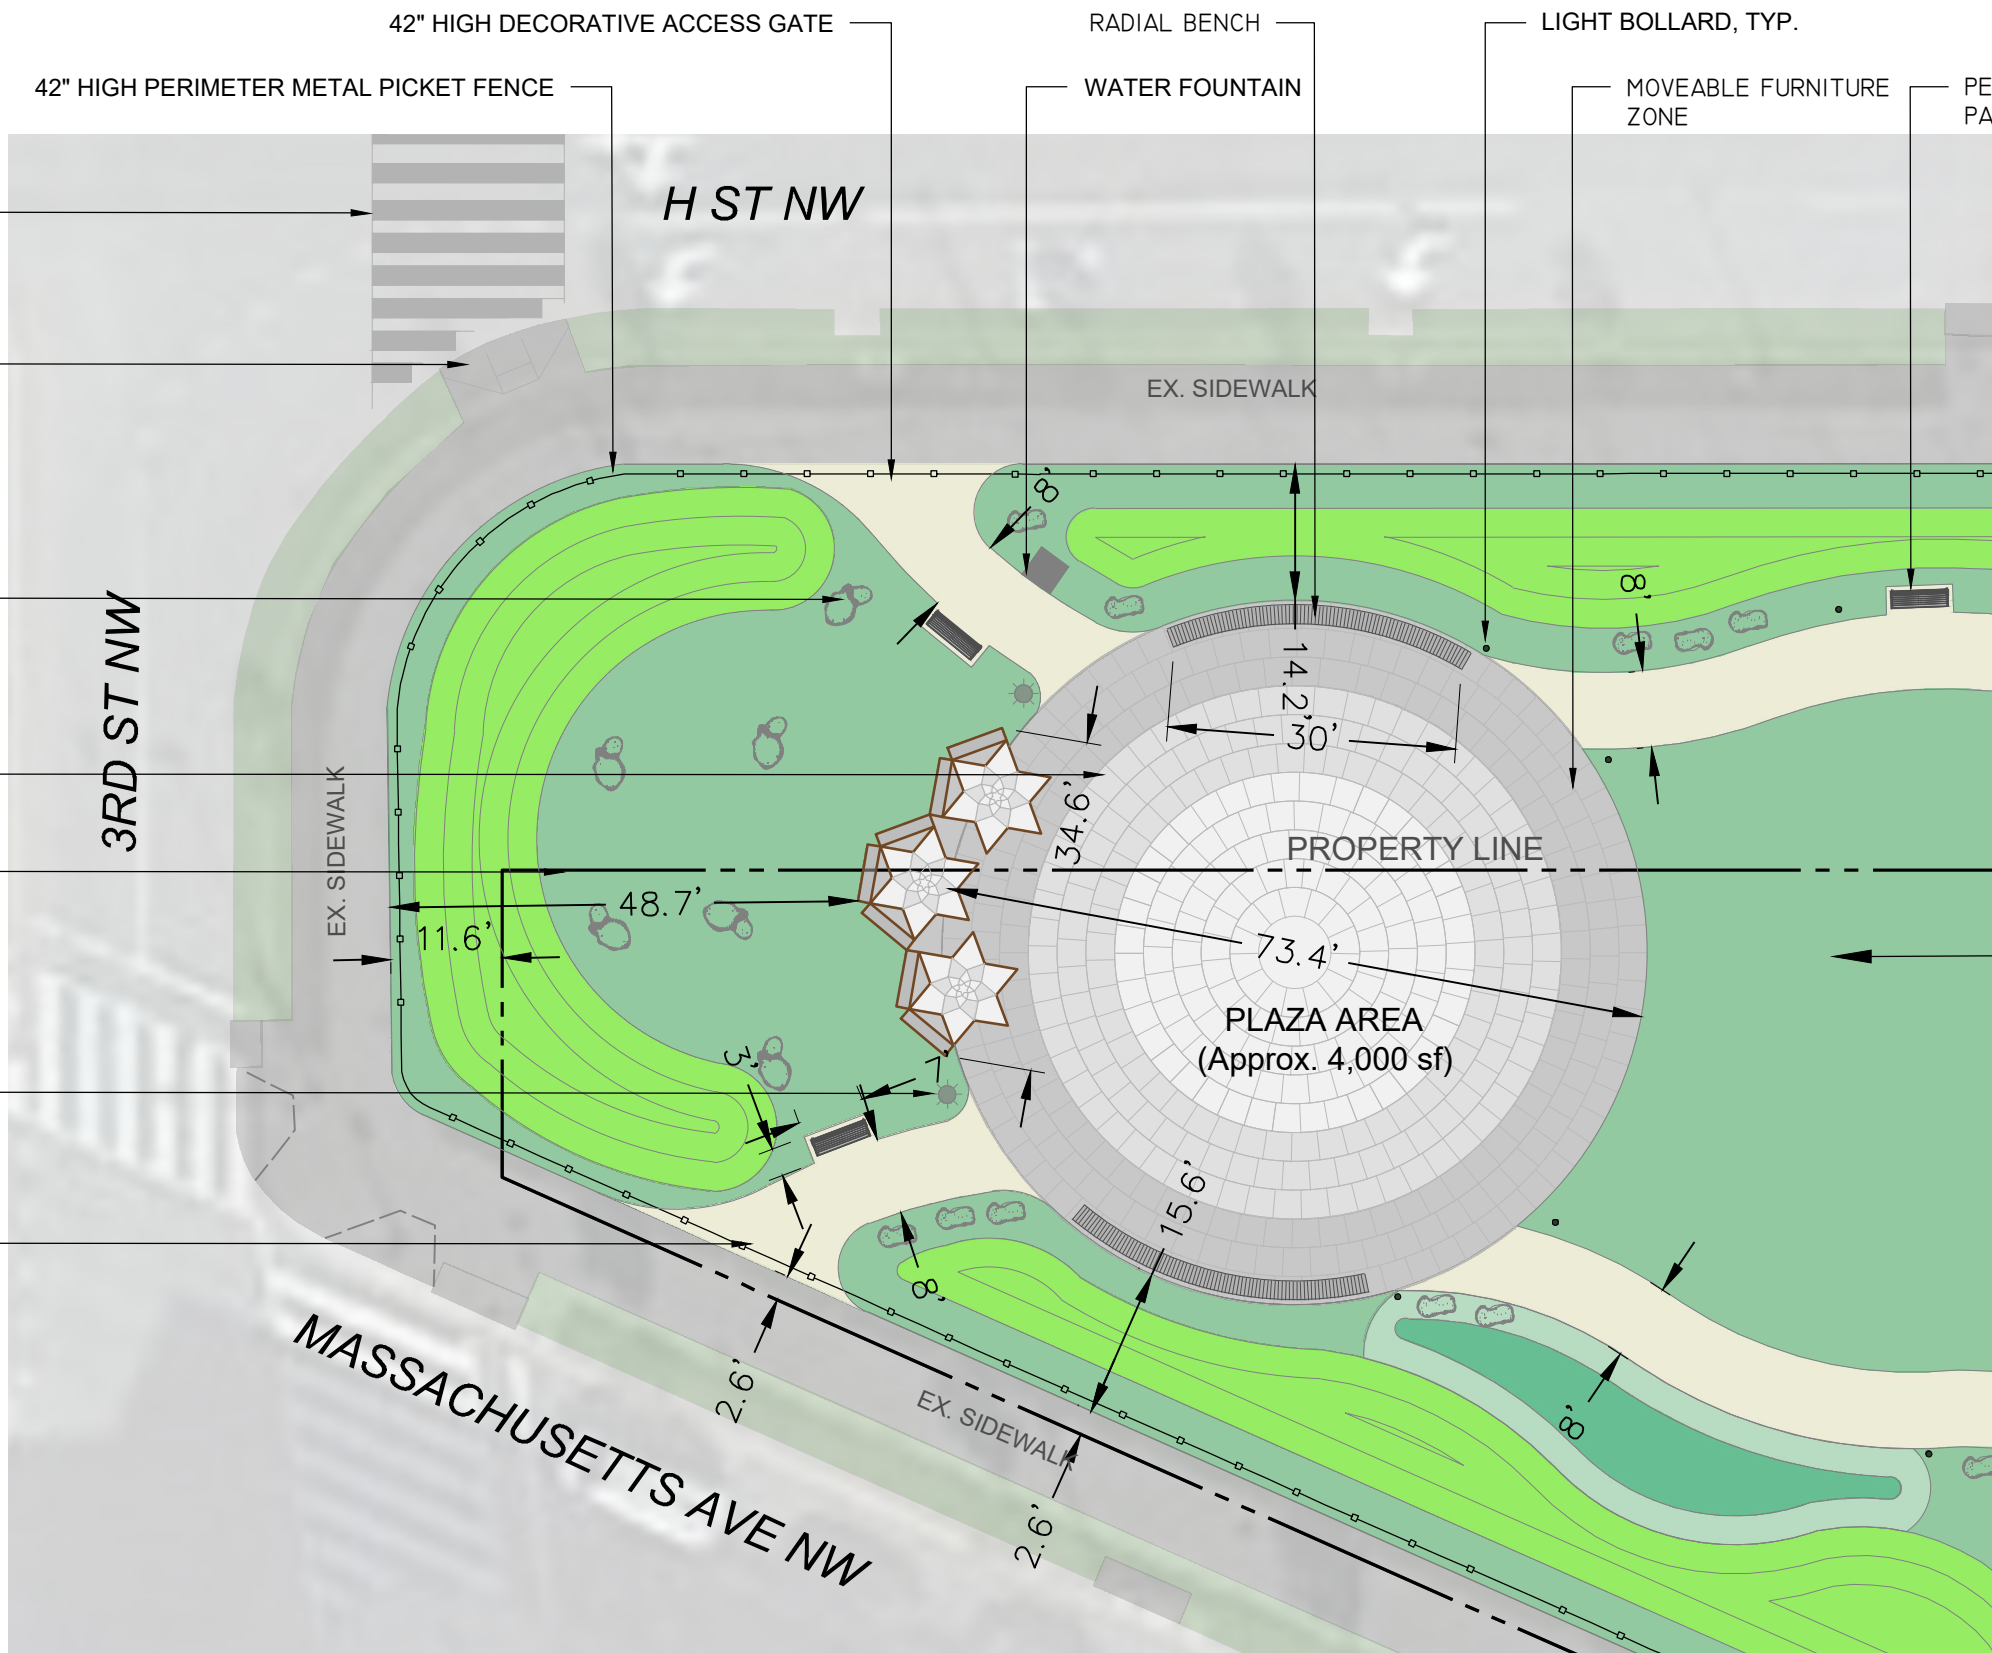 42" HIGH DECORATIVE ACCESS GATE
RADIAL BENCH
LIGHT BOLLARD, TYP.
42" HIGH PERIMETER METAL PICKET FENCE
WATER FOUNTAIN
MOVEABLE FURNITURE
ZONE
PE
PA
H ST NW
EX. SIDEWALK
8'
8'
3RD ST NW
14.2'
30'
34.6'
EX. SIDEWALK
PROPERTY LINE
48.7'
11.6'
73.4'
PLAZA AREA
(Approx. 4,000 sf)
3'
7'
15.6'
8'
2.6'
EX. SIDEWALK
8'
MASSACHUSETTS AVE NW
2.6'